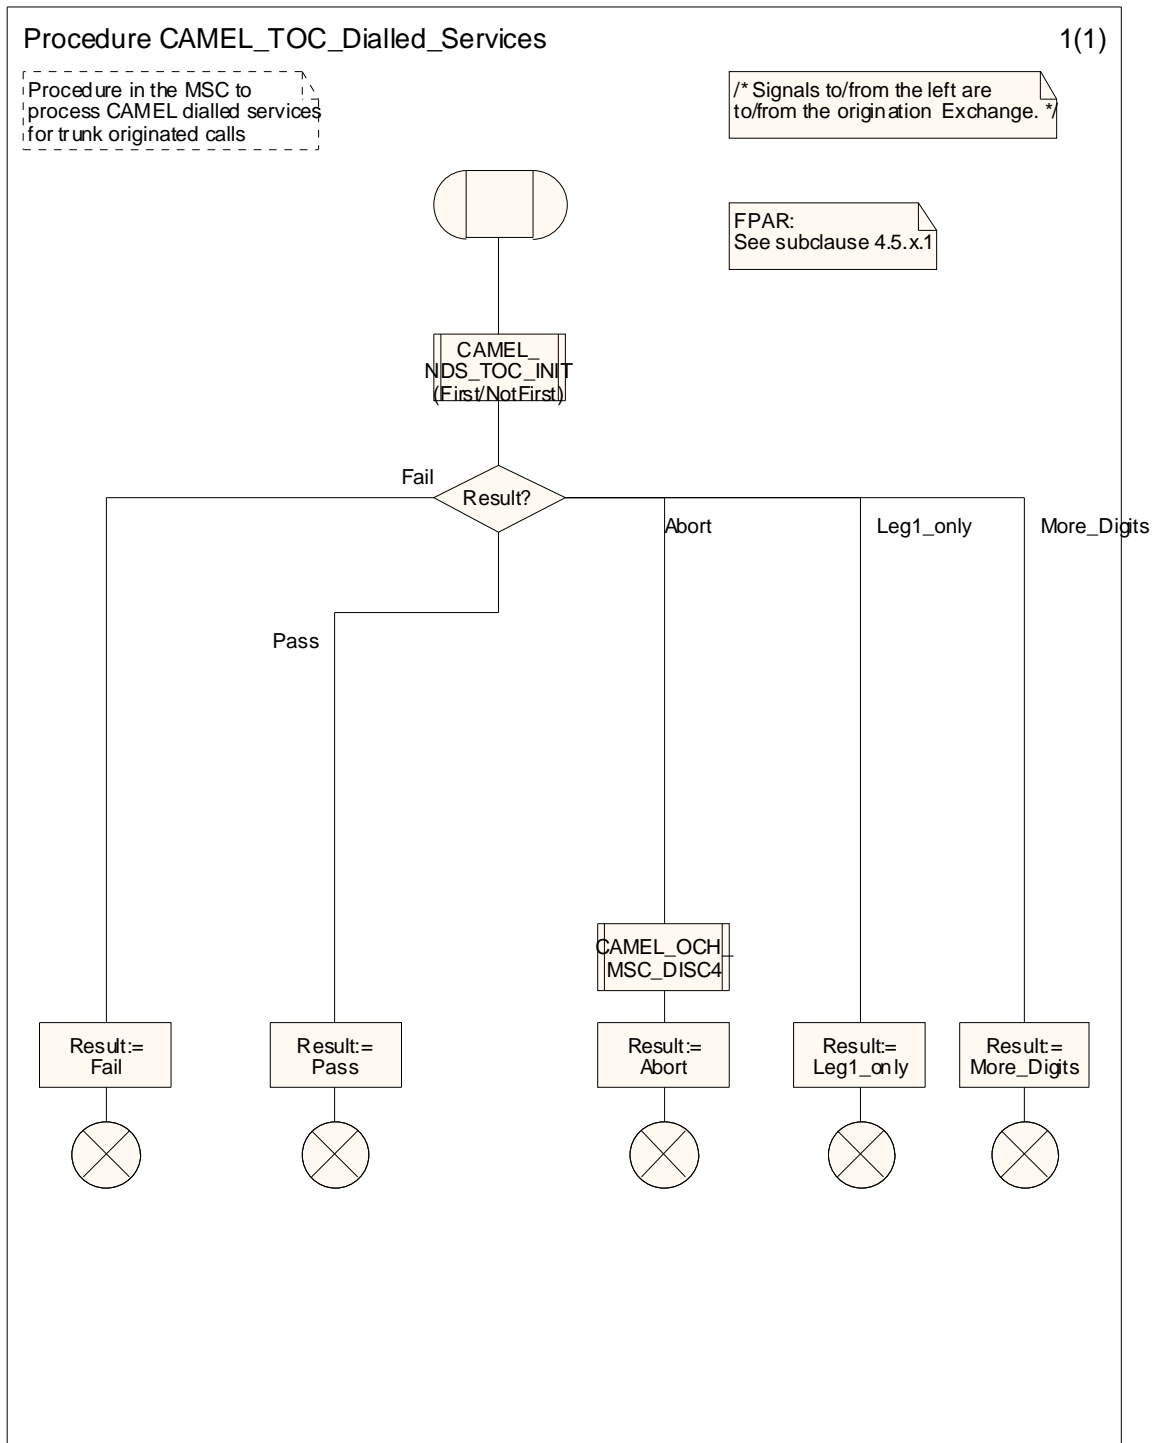 Procedure CAMEL_TOC_Dialled_Services
1(1)
Procedure in the MSC to
process CAMEL dialled services
for trunk originated calls
/* Signals to/from the left are
to/from the origination Exchange. */
FPAR:
See subclause 4.5.x.1
CAMEL_
NDS_TOC_INIT
(First/NotFirst)
Fail
Result?
Abort
Leg1_only
More_Digits
Pass
CAMEL_OCH_
MSC_DISC4
Result:=
Fail
Result:=
Pass
Result:=
Abort
Result:=
Leg1_only
Result:=
More_Digits